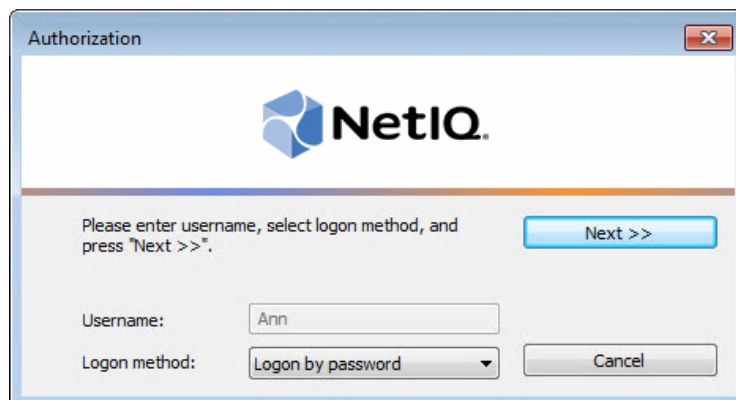 Authorization
NetIQ.
Please enter username, select logon method, and
press "Next >>".
Next >>
Username:
Ann
Logon method:
Logon by password
Cancel